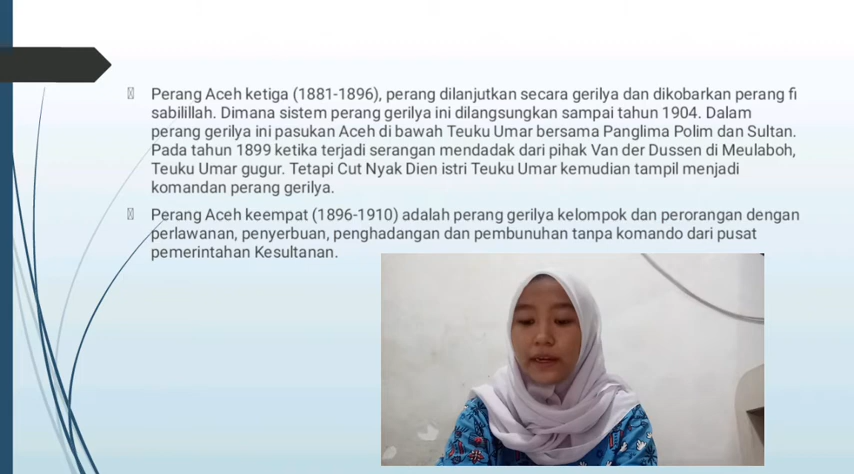 Perang Aceh ketiga (1881-1896), perang dilanjutkan secara gerilya dan dikobarkan perang fi
sabilillah. Dimana sistem perang gerilya ini dilangsungkan sampai tahun 1904. Dalam
perang gerilya ini pasukan Aceh di bawah Teuku Umar bersama Panglima Polim dan Sultan.
Pada tahun 1899 ketika terjadi serangan mendadak dari pihak Van der Dussen di Meulaboh,
Teuku Umar gugur. Tetapi Cut Nyak Dien istri Teuku Umar kemudian tampil menjadi
komandan perang gerilya.
Perang Aceh keempat (1896-1910) adalah perang gerilya kelompok dan perorangan dengan
perlawanan, penyerbuan, penghadangan dan pembunuhan tanpa komando dari pusat
pemerintahan Kesultanan.